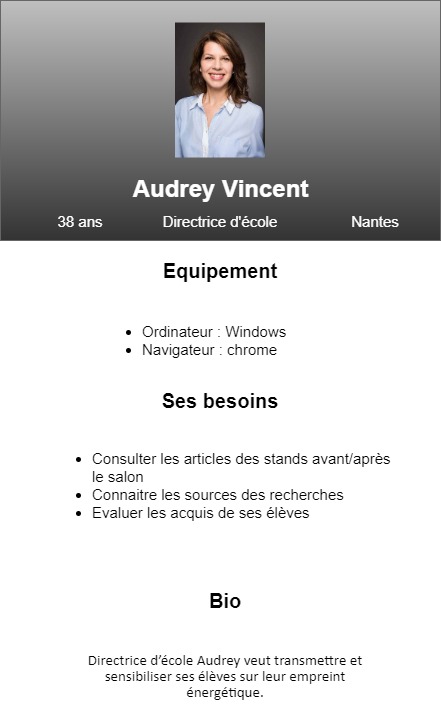 Audrey Vincent
38 ans Directrice d'école Nantes
Equipement
• Ordinateur : Windows
• Navigateur : chrome
Ses besoins
• Consulter les articles des stands avant/après
le salon
• Connaitre les sources des recherches
• Evaluer les acquis de ses élèves
Bio
Directrice d’école Audrey veut transmettre et
sensibiliser ses élèves sur leur empreint
énergétique.